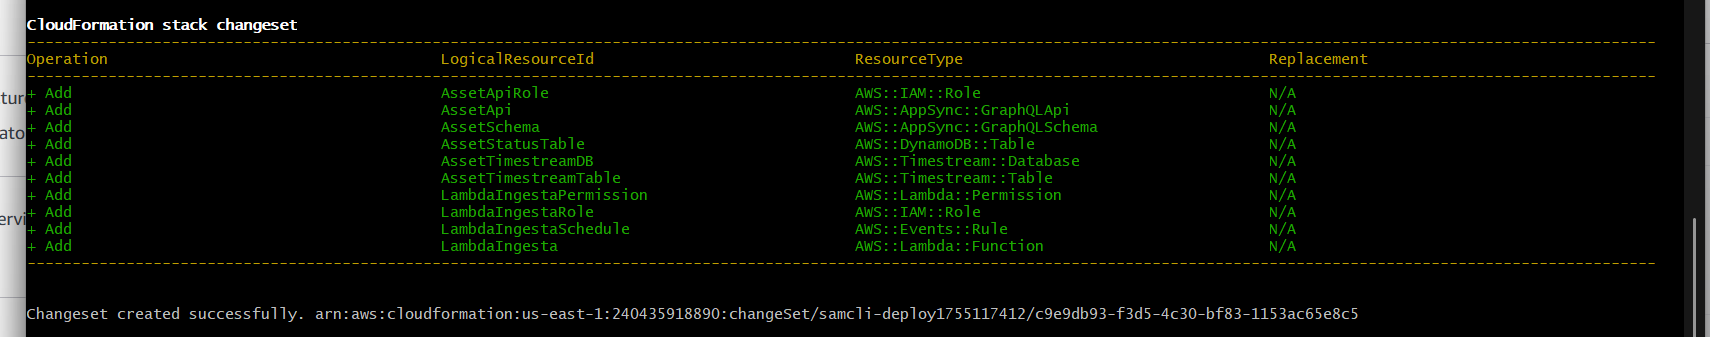 CloudFormation stack changeset
Operation LogicalResourceId ResourceType Replacement
+ Add AssetApiRole AWS::IAM::Role N/A
+ Add AssetApi AWS::AppSync::GraphQLApi N/A
+ Add AssetSchema AWS::AppSync::GraphQLSchema N/A
+ Add AssetStatusTable AWS::DynamoDB::Table N/A
+ Add AssetTimestreamDB AWS::Timestream::Database N/A
+ Add AssetTimestreamTable AWS::Timestream::Table N/A
+ Add LambdaIngestaPermission AWS::Lambda::Permission N/A
+ Add LambdaIngestaRole AWS::IAM::Role N/A
+ Add LambdaIngestaSchedule AWS::Events::Rule N/A
+ Add LambdaIngesta AWS::Lambda::Function N/A
Changeset created successfully. arn:aws:cloudformation:us-east-1:240435918890:changeSet/samcli-deploy1755117412/c9e9db93-f3d5-4c30-bf83-1153ac65e8c5